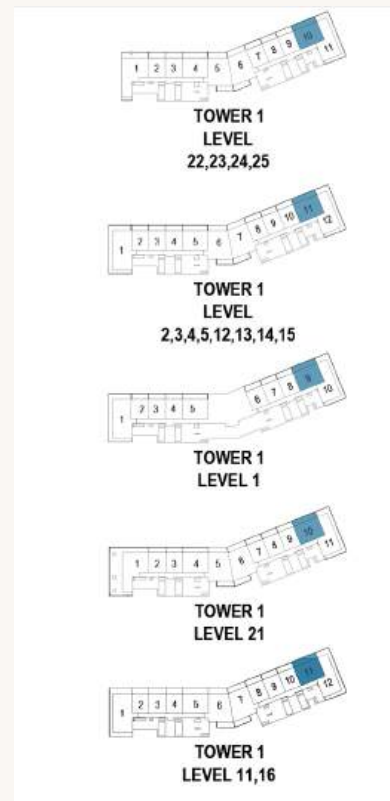 1 2 3 4 5 6 7 8 9 10 11
TOWER 1
LEVEL
22,23,24,25
1 2 3 4 5 6 7 8 9 10 11 12
TOWER 1
LEVEL
2,3,4,5,12,13,14,15
1 2 3 4 5 6 7 8 9 10
TOWER 1
LEVEL 1
1 2 3 4 5 6 7 8 9 10 11
TOWER 1
LEVEL 21
1 2 3 4 5 6 7 8 9 10 11 12
TOWER 1
LEVEL 11,16